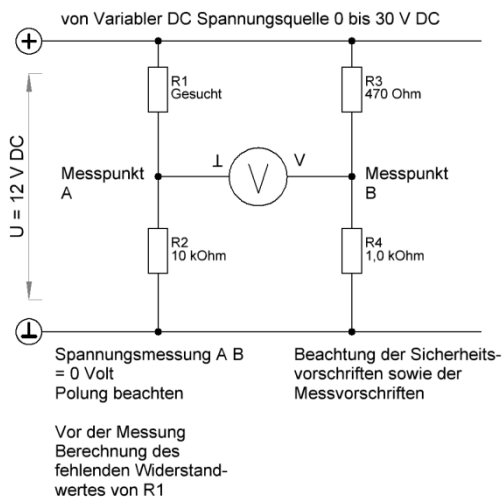 von Variabler DC Spannungsquelle 0 bis 30 V DC
+
R1
Gesucht
R3
470 Ohm
U = 12 V DC
Messpunkt
A
⊥
V
V
Messpunkt
B
R2
10 kOhm
R4
1,0 kOhm
⊥
Spannungsmessung A B
= 0 Volt
Polung beachten
Beachtung der Sicherheits-
vorschriften sowie der
Messvorschriften
Vor der Messung
Berechnung des
fehlenden Widerstand-
wertes von R1